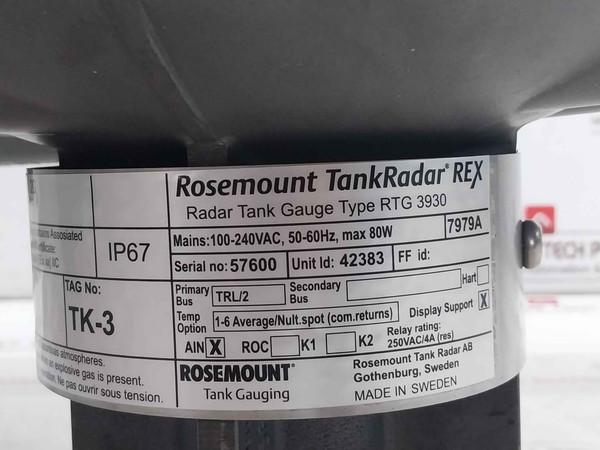 Rosemount TankRadar® REX
Radar Tank Gauge Type RTG 3930
Mains:100-240VAC, 50-60Hz, max 80W 7979A
Serial no: 57600 Unit Id: 42383 FF id:
Primary Bus TRL/2 Secondary Bus Hart
Temp Option 1-6 Average/Nult.spot (com.returns) Display Support X
AIN X ROC K1 K2 Relay rating: 250VAC/4A (res)
ROSEMOUNT®
Tank Gauging
Rosemount Tank Radar AB
Gothenburg, Sweden
MADE IN SWEDEN
Assosiated
IP67
TAG No:
TK-3
atmospheres.
an explosive gas is present.
Ne pas ouvrir sous tension.
TECH